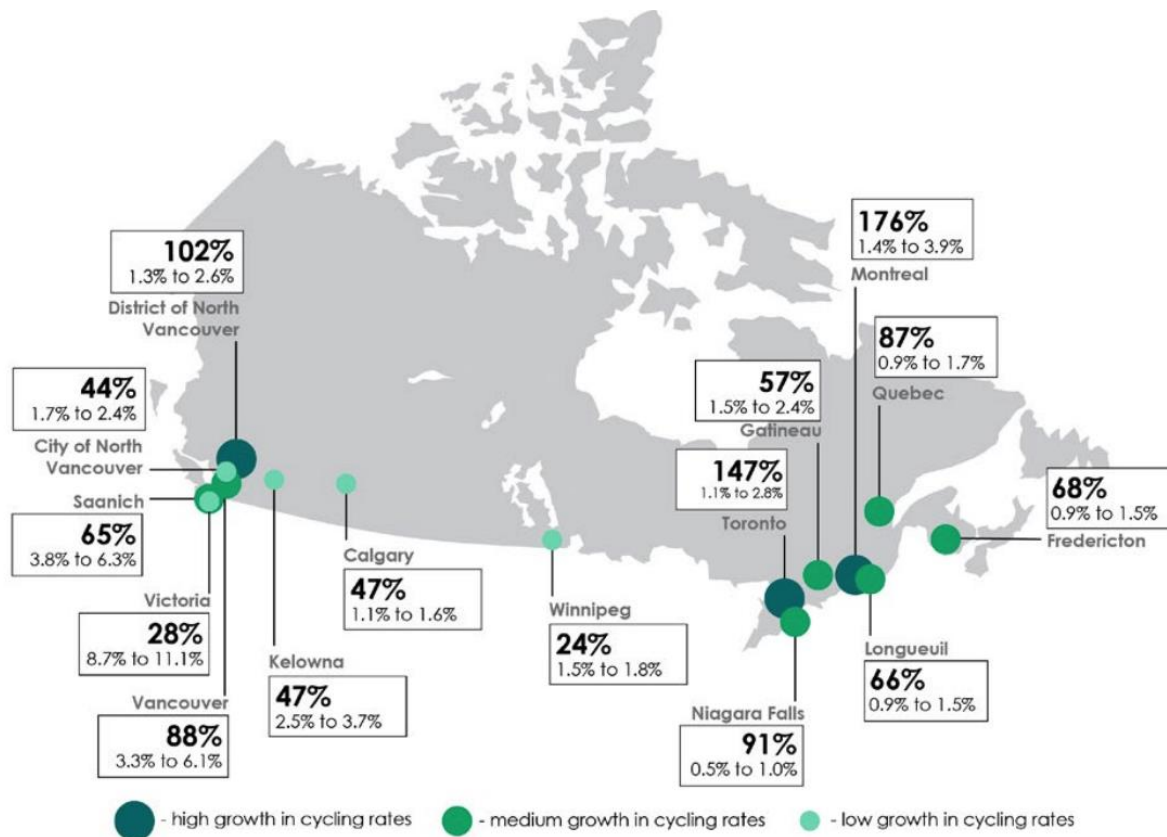 102%
1.3% to 2.6%
District of North
Vancouver
44%
1.7% to 2.4%
City of North
Vancouver
Saanich
65%
3.8% to 6.3%
Victoria
28%
8.7% to 11.1%
Vancouver
88%
3.3% to 6.1%
Kelowna
47%
2.5% to 3.7%
Calgary
47%
1.1% to 1.6%
Winnipeg
24%
1.5% to 1.8%
176%
1.4% to 3.9%
Montreal
87%
0.9% to 1.7%
Quebec
57%
1.5% to 2.4%
Gatineau
147%
1.1% to 2.8%
Toronto
68%
0.9% to 1.5%
Fredericton
Longueuil
66%
0.9% to 1.5%
Niagara Falls
91%
0.5% to 1.0%
- high growth in cycling rates
- medium growth in cycling rates
- low growth in cycling rates